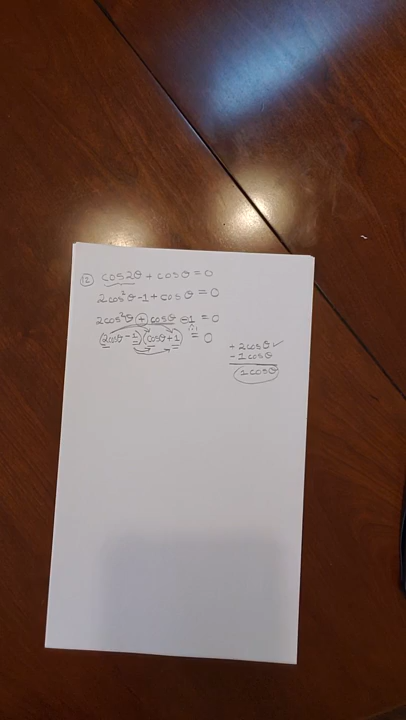 12 cos2θ + cosθ = 0
2cos²θ - 1 + cosθ = 0
2cos²θ + cosθ - 1 = 0
(2cosθ - 1)(cosθ + 1) = 0
+ 2cosθ ✓
- 1cosθ
1cosθ